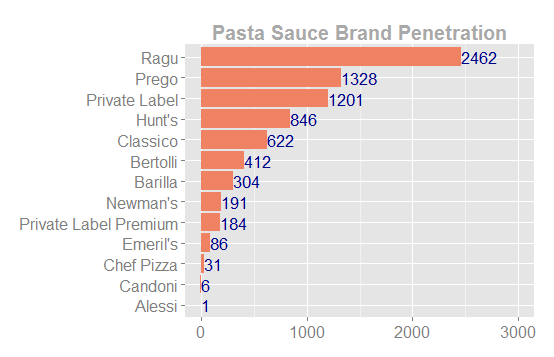 Pasta Sauce Brand Penetration
Ragu 2462
Prego 1328
Private Label 1201
Hunt's 846
Classico 622
Bertolli 412
Barilla 304
Newman's 191
Private Label Premium 184
Emeril's 86
Chef Pizza 31
Candoni 6
Alessi 1
0 1000 2000 3000